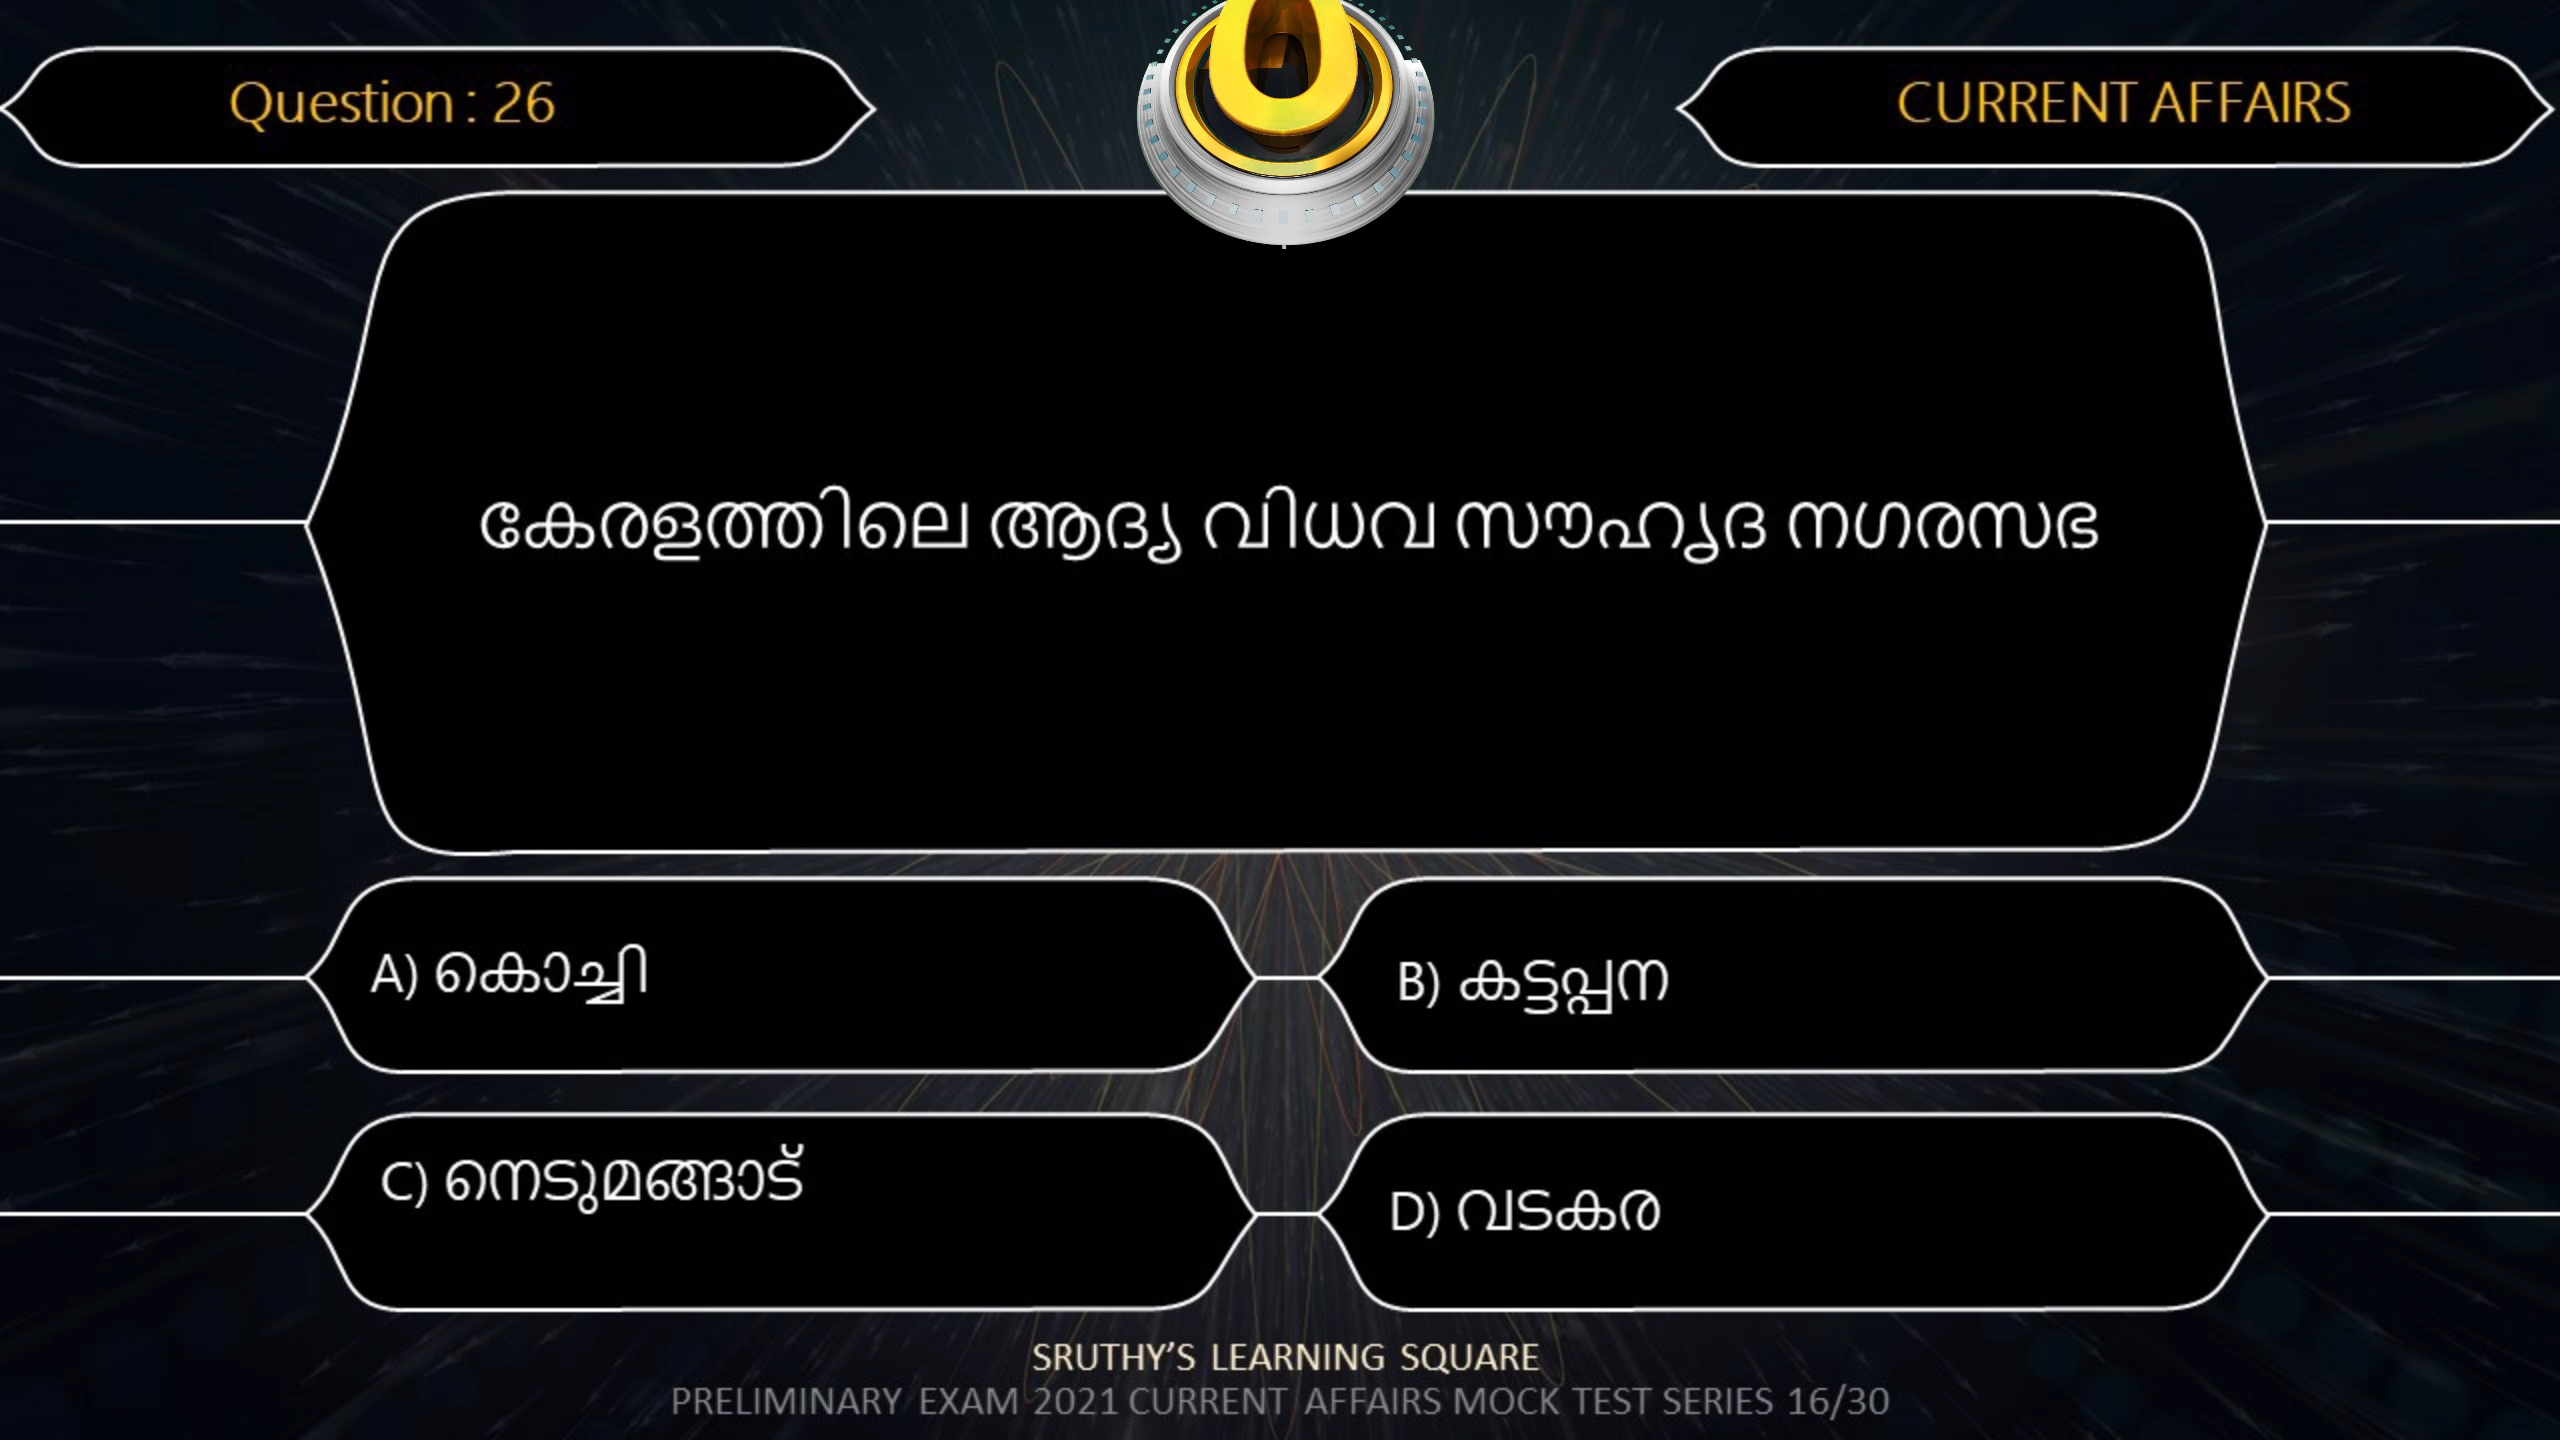 Question : 26
CURRENT AFFAIRS
കേരളത്തിലെ ആദ്യ വിധവ സൗഹൃദ നഗരസഭ
A) കൊച്ചി
B) കട്ടപ്പന
C) നെടുമങ്ങാട്
D) വടകര
SRUTHY’S LEARNING SQUARE
PRELIMINARY EXAM 2021 CURRENT AFFAIRS MOCK TEST SERIES 16/30